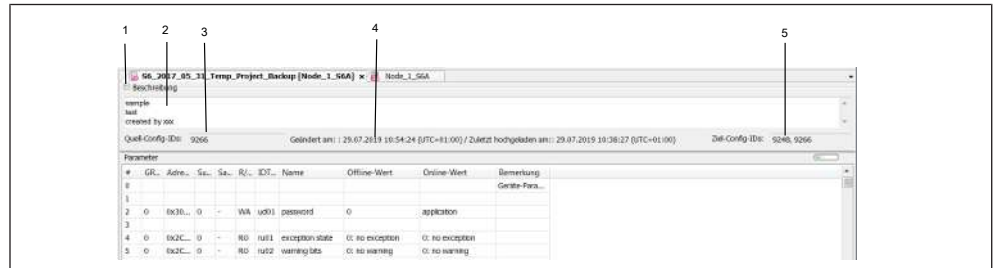 1 2 3 4 5
S6_2017_05_31_Temp_Project_Backup [Node_1_S6A] × Node_1_S6A
Beschreibung
sample
text
created by xxx
Quell-Config-IDs: 9266 Geändert am: : 29.07.2019 10:54:24 (UTC+01:00) / Zuletzt hochgeladen am:: 29.07.2019 10:38:27 (UTC+01:00) Ziel-Config-IDs: 9248, 9266
Parameter
# GR... Adre... Su... Sa... R/... IDT... Name Offline-Wert Online-Wert Bemerkung
0 Geräte-Para...
1
2 0 0x30... 0 - WA ud01 password 0 application
3
4 0 0x2C... 0 - RO ru01 exception state 0: no exception 0: no exception
5 0 0x2C... 0 - RO ru02 warning bits 0: no warning 0: no warning